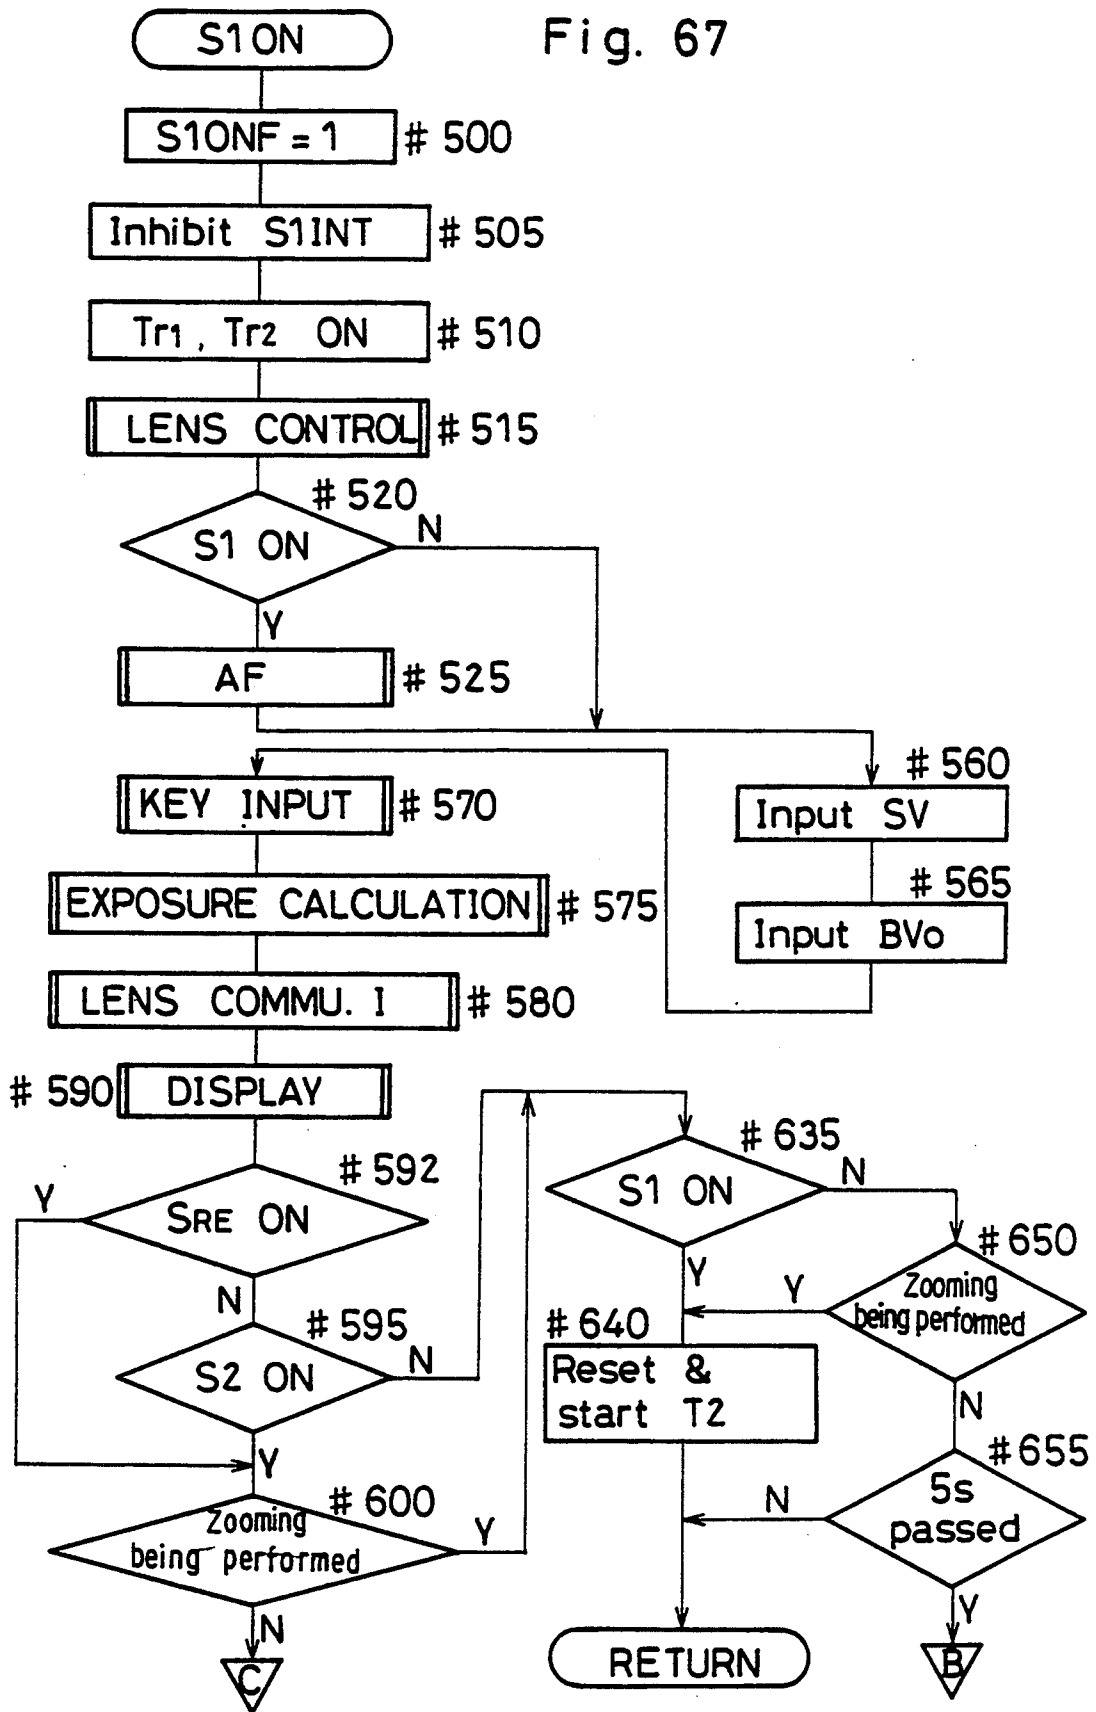 Fig. 67
S1ON
S1ONF = 1
# 500
Inhibit S1INT
# 505
Tr1, Tr2 ON
# 510
LENS CONTROL
# 515
# 520
S1 ON
N
Y
AF
# 525
# 560
Input SV
# 565
Input BVo
KEY INPUT
# 570
EXPOSURE CALCULATION
# 575
LENS COMMU. I
# 580
# 590
DISPLAY
# 592
SRE ON
Y
N
# 595
S2 ON
N
Y
# 600
Zooming
being performed
Y
N
C
# 635
S1 ON
N
Y
# 650
Zooming
being performed
Y
N
# 640
Reset &
start T2
# 655
5s
passed
N
Y
RETURN
B